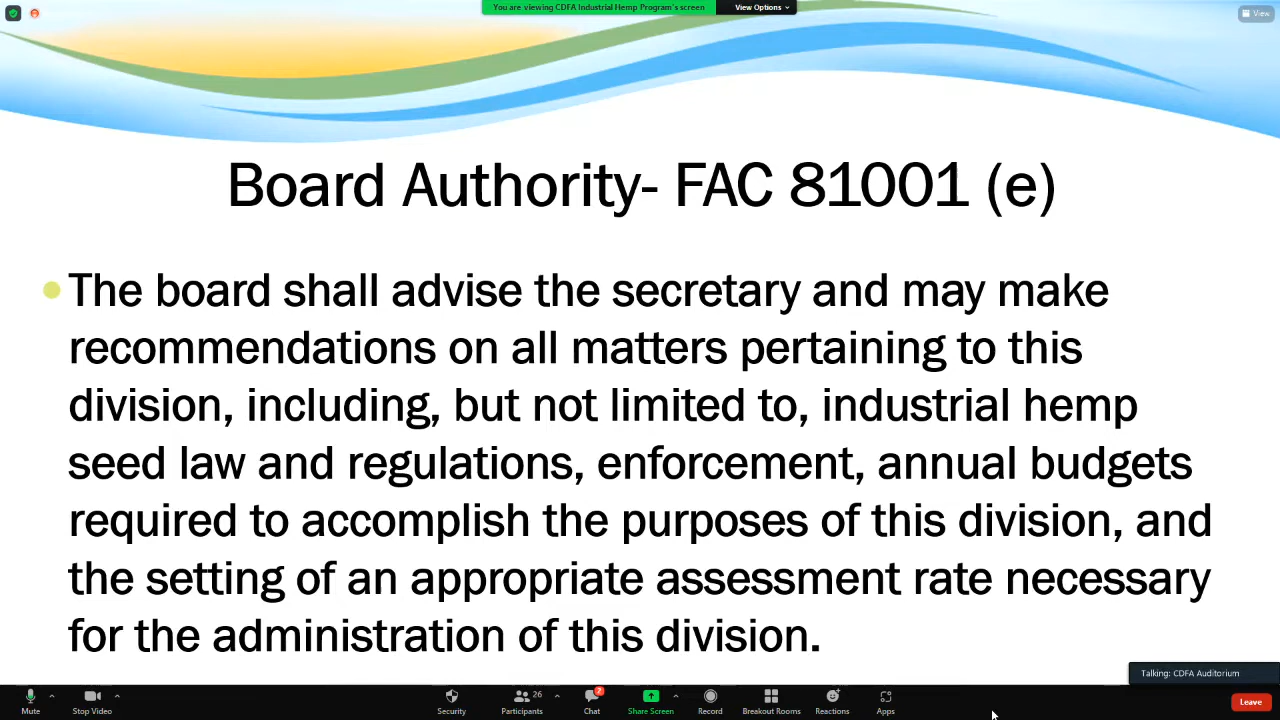 You are viewing CDFA Industrial Hemp Program's screen
View Options
View
Board Authority- FAC 81001 (e)
The board shall advise the secretary and may make
recommendations on all matters pertaining to this
division, including, but not limited to, industrial hemp
seed law and regulations, enforcement, annual budgets
required to accomplish the purposes of this division, and
the setting of an appropriate assessment rate necessary
for the administration of this division.
Talking: CDFA Auditorium
Mute
Stop Video
Security
Participants
26
Chat
2
Share Screen
Record
Breakout Rooms
Reactions
Apps
Leave